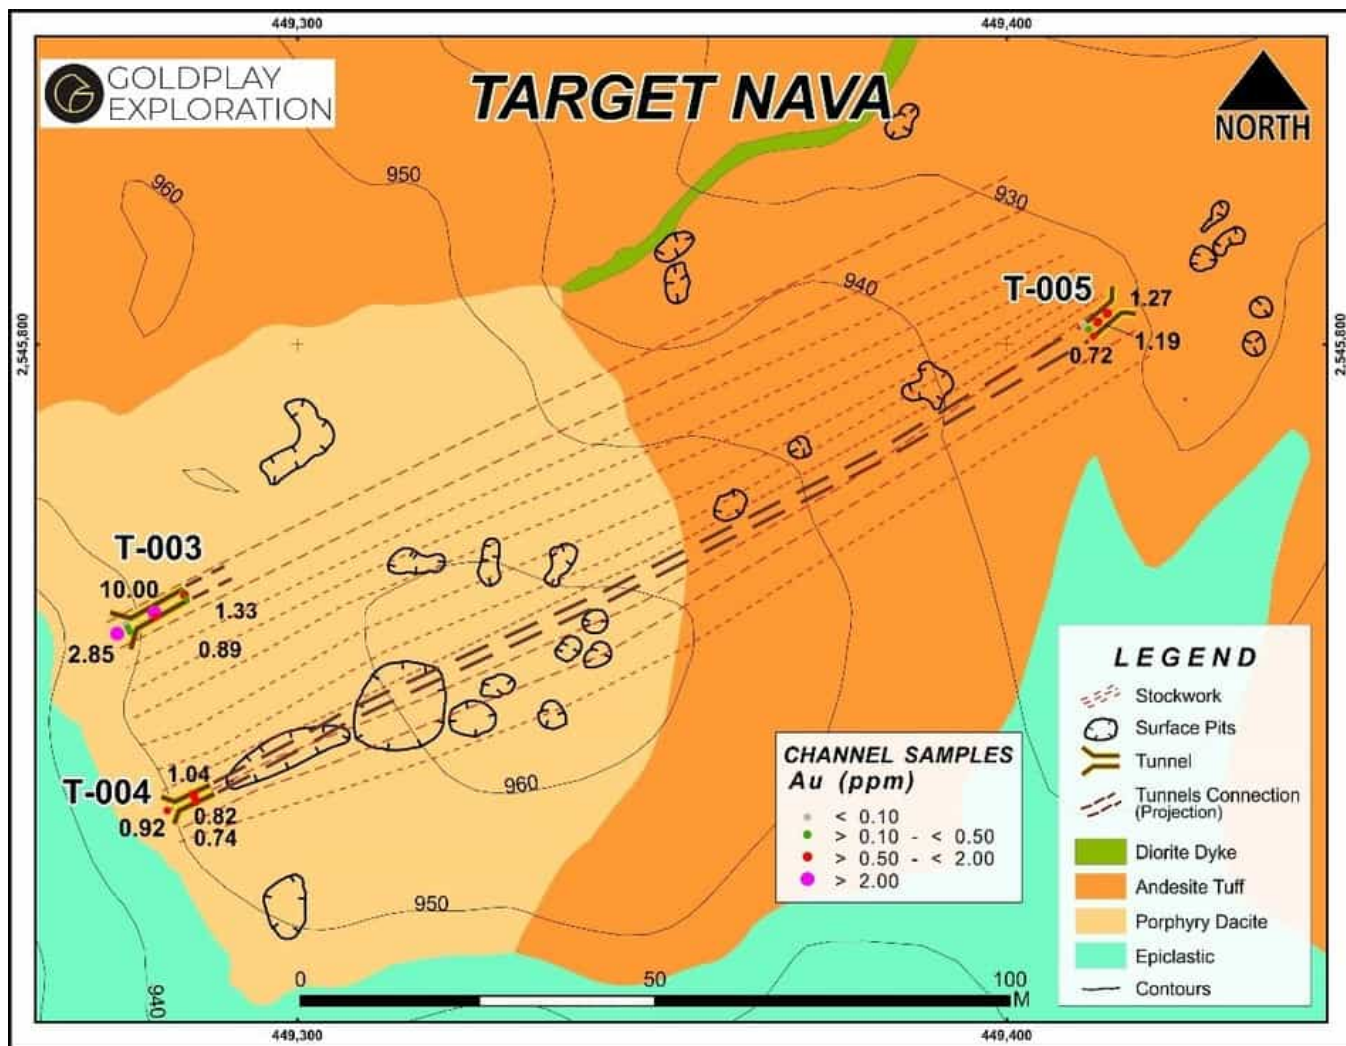 449,300
449,400
GOLDPLAY
EXPLORATION
TARGET NAVA
NORTH
960
950
930
940
2,545,800
2,545,800
T-005
1.27
1.19
0.72
T-003
10.00
1.33
0.89
2.85
T-004
1.04
0.82
0.92
0.74
960
950
940
CHANNEL SAMPLES
Au (ppm)
< 0.10
> 0.10 - < 0.50
> 0.50 - < 2.00
> 2.00
LEGEND
Stockwork
Surface Pits
Tunnel
Tunnels Connection
(Projection)
Diorite Dyke
Andesite Tuff
Porphyry Dacite
Epiclastic
Contours
0
50
100
M
449,300
449,400